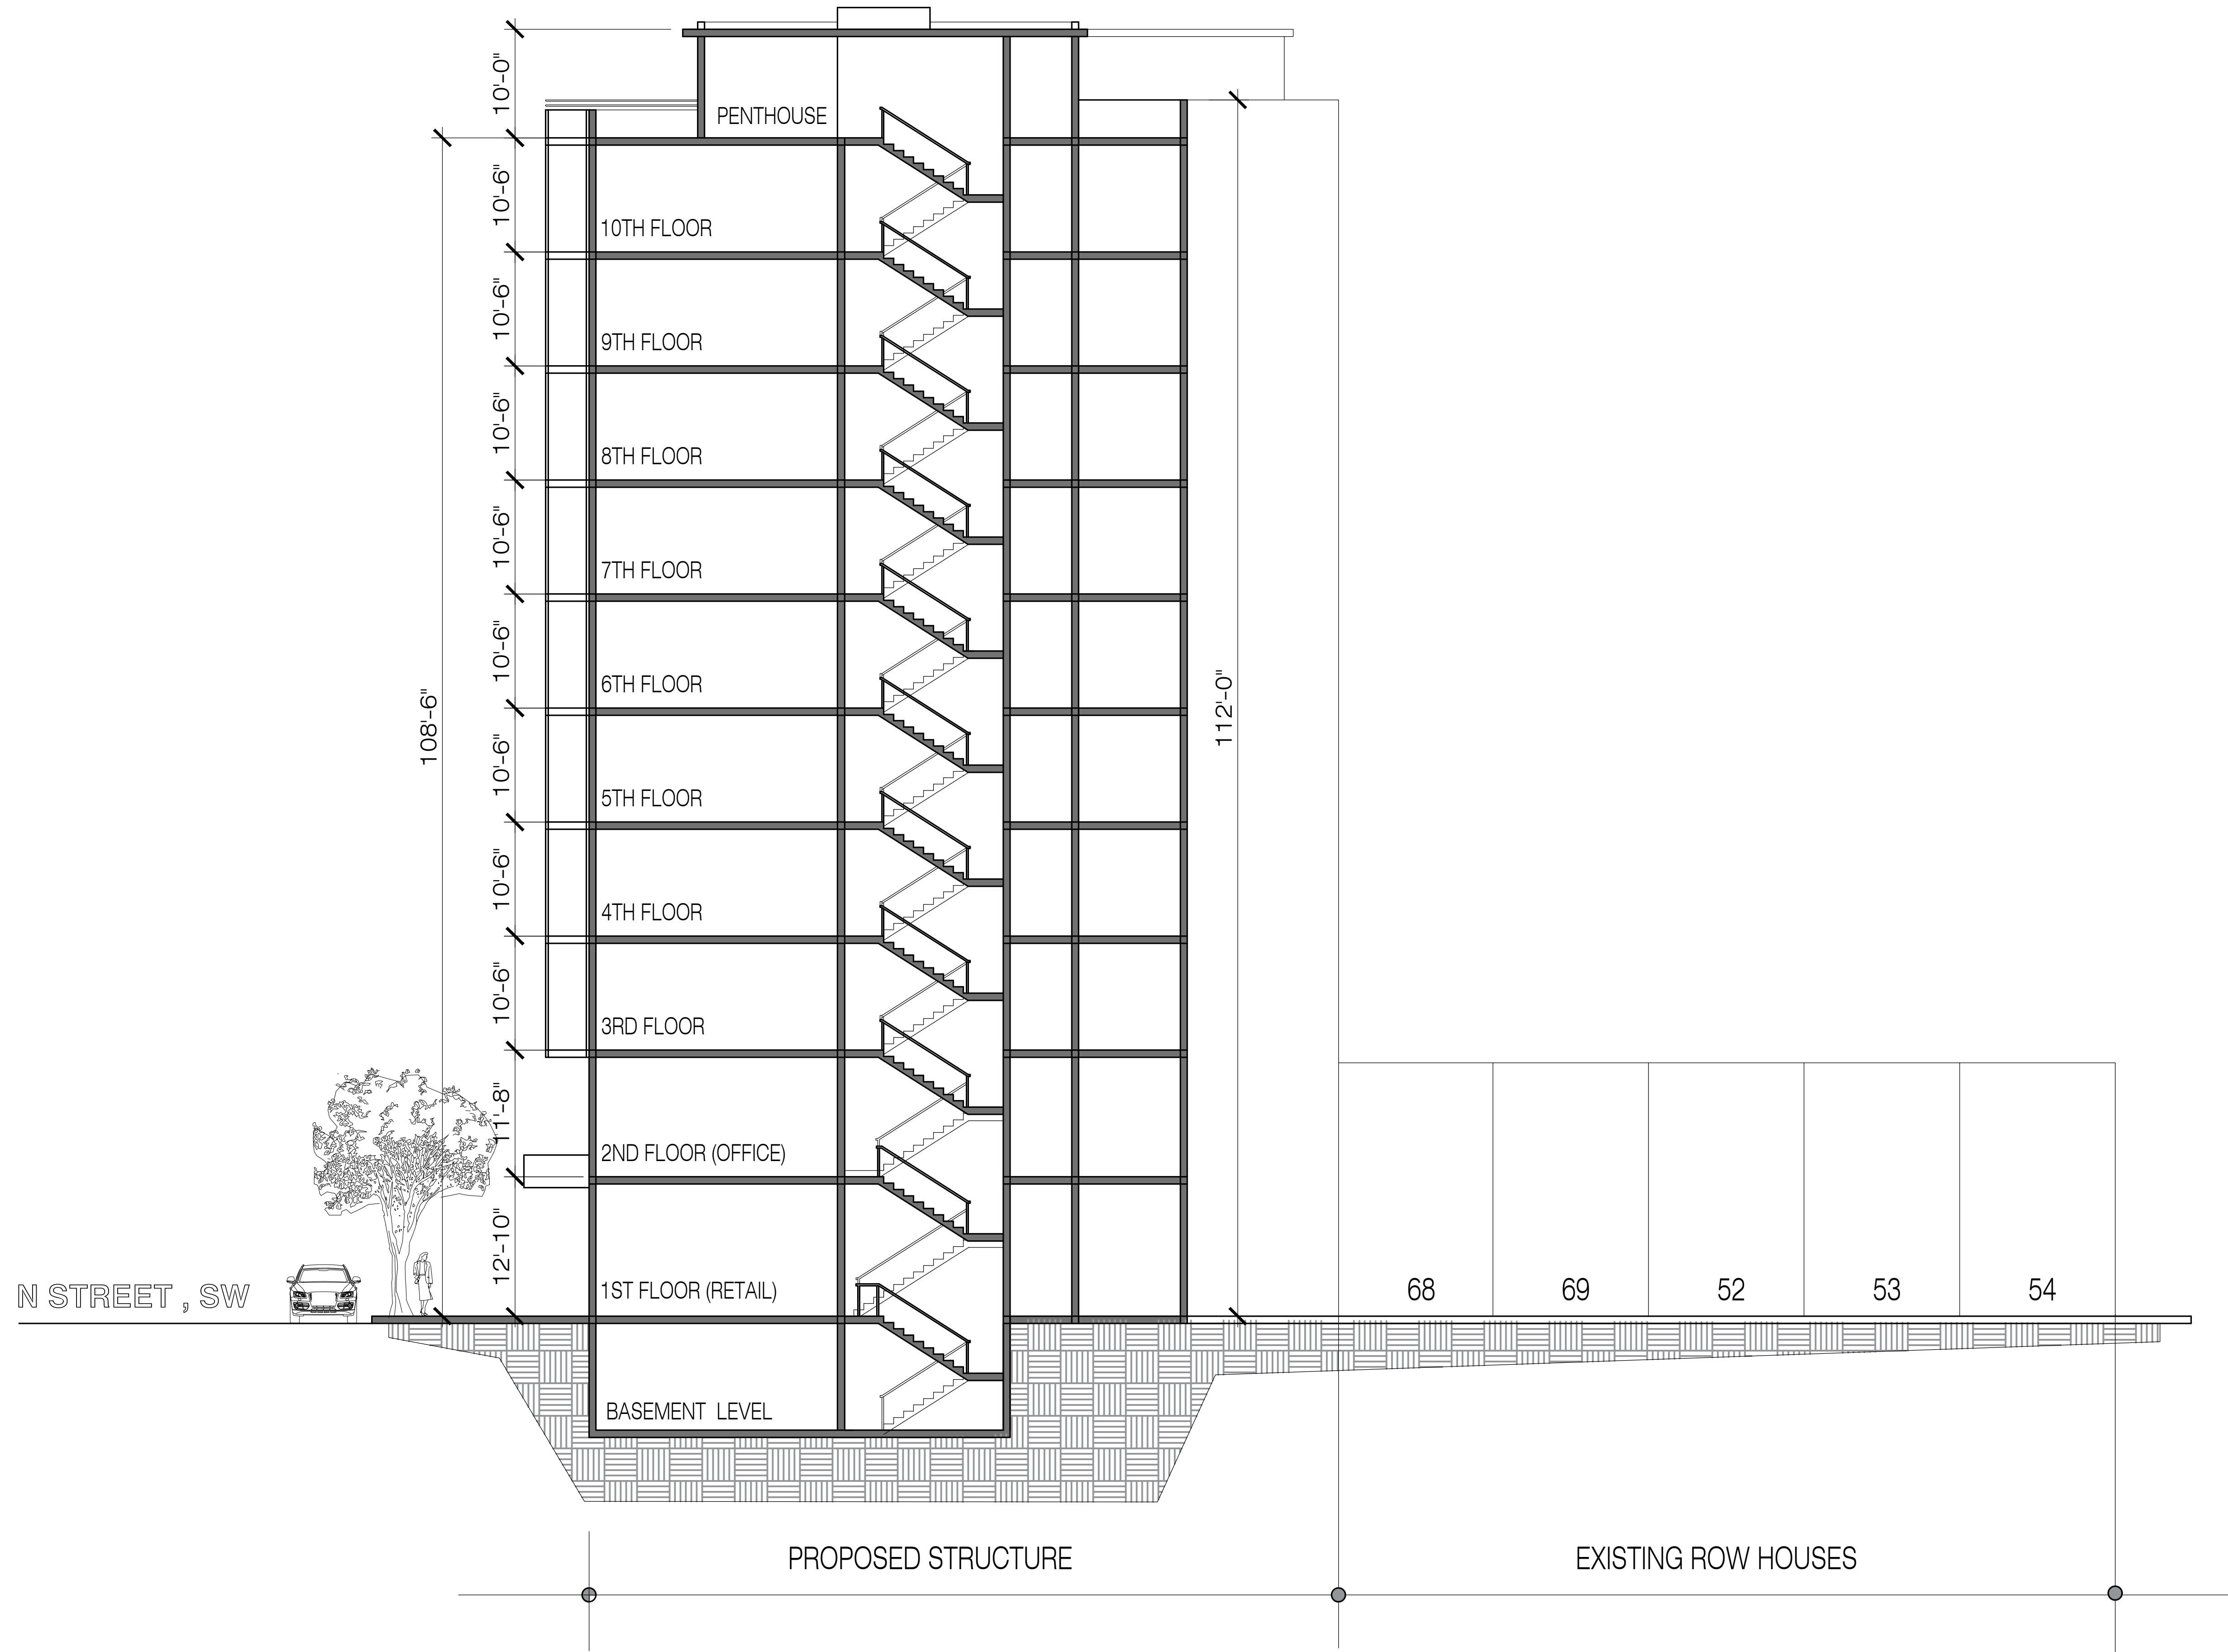 10'-0"
PENTHOUSE
10'-6"
10TH FLOOR
10'-6"
9TH FLOOR
10'-6"
8TH FLOOR
10'-6"
7TH FLOOR
10'-6"
6TH FLOOR
108'-6"
112'-0"
10'-6"
5TH FLOOR
10'-6"
4TH FLOOR
10'-6"
3RD FLOOR
11'-8"
2ND FLOOR (OFFICE)
12'-10"
1ST FLOOR (RETAIL)
N STREET , SW
68 69 52 53 54
BASEMENT LEVEL
PROPOSED STRUCTURE
EXISTING ROW HOUSES